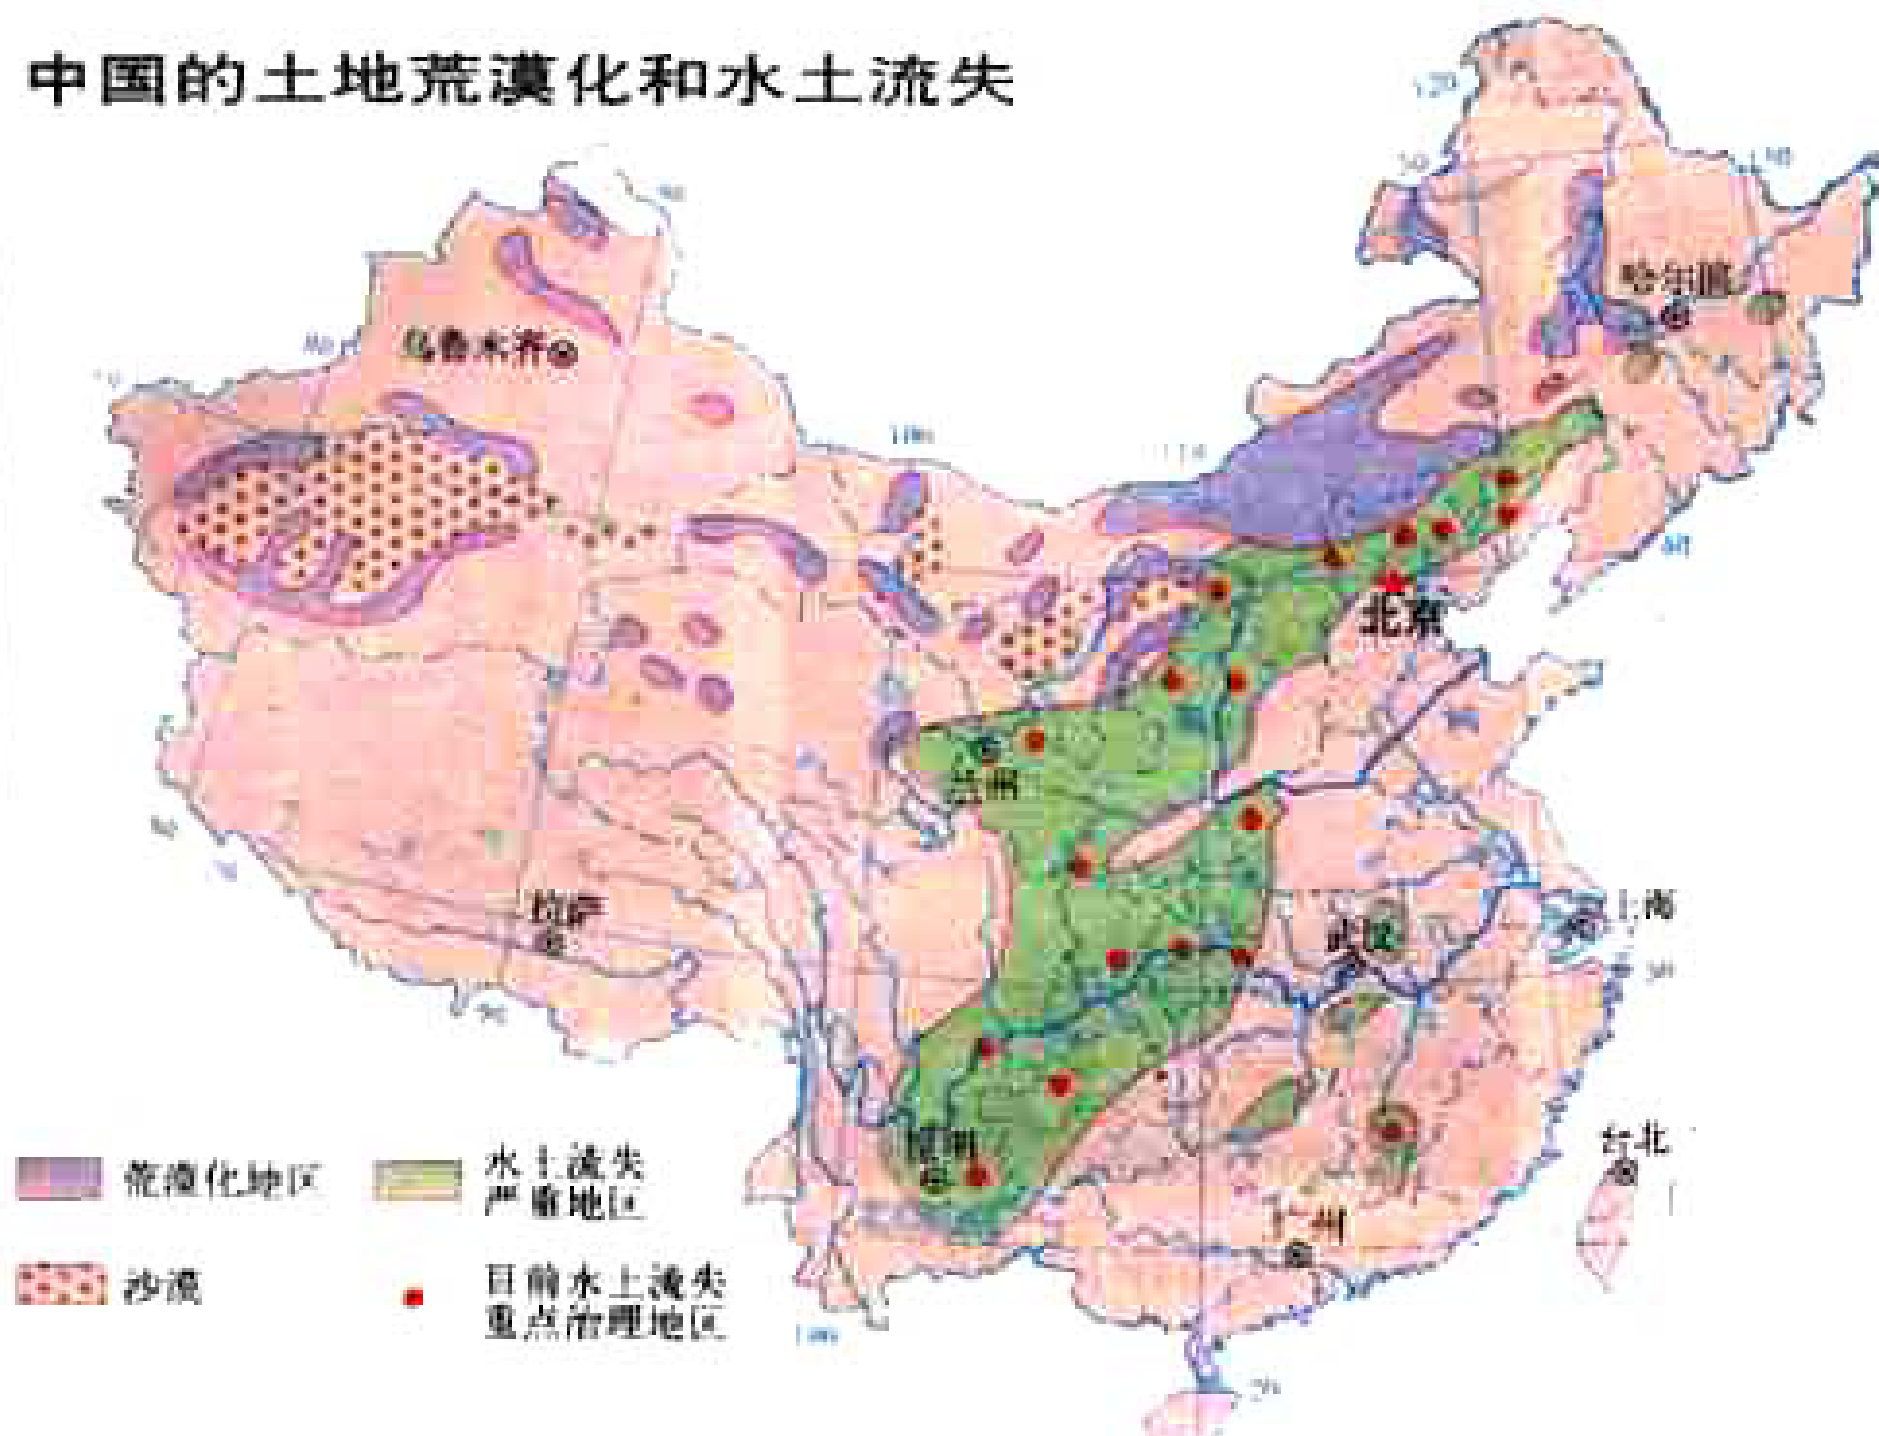 中国的土地荒漠化和水土流失
哈尔滨
乌鲁木齐
北京
兰州
拉萨
上海
武汉
昆明
台北
广州
荒漠化地区
水土流失
严重地区
沙漠
目前水土流失
重点治理地区